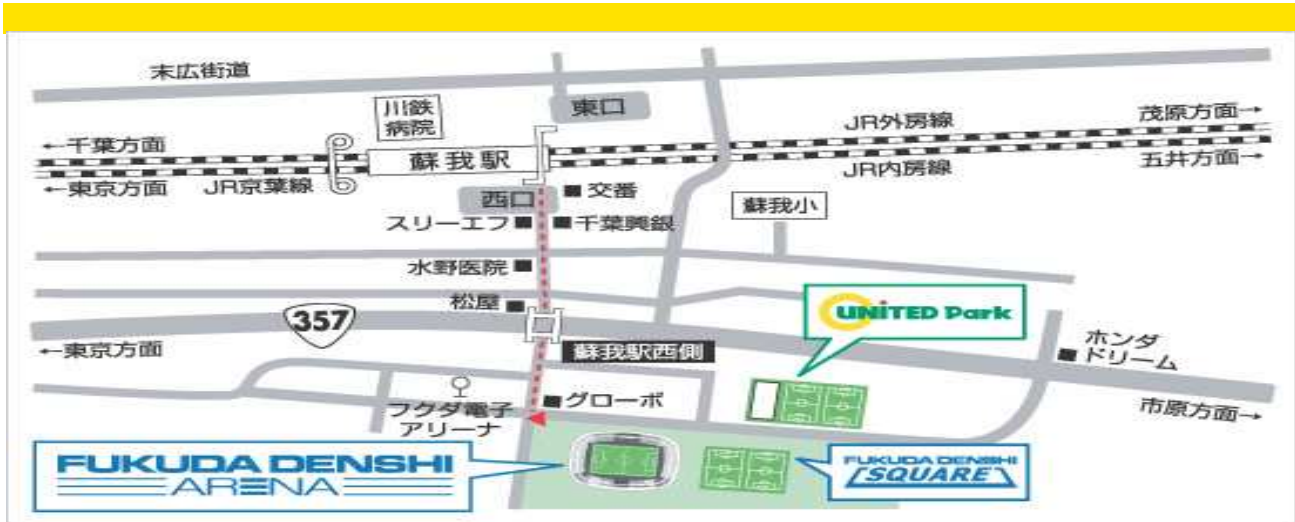 末広街道
川鉄
病院
東口
JR外房線
茂原方面→
←千葉方面
蘇我駅
←東京方面
JR京葉線
JR内房線
五井方面→
西口
■交番
蘇我小
スリーエフ■
■千葉興銀
水野医院■
松屋■
UNiTED Park
357
←東京方面
蘇我駅西側
ホンダ
■ドリーム
フクダ電子
アリーナ
■グローボ
市原方面→
FUKUDA DENSHI
ARENA
FUKUDA DENSHI
SQUARE